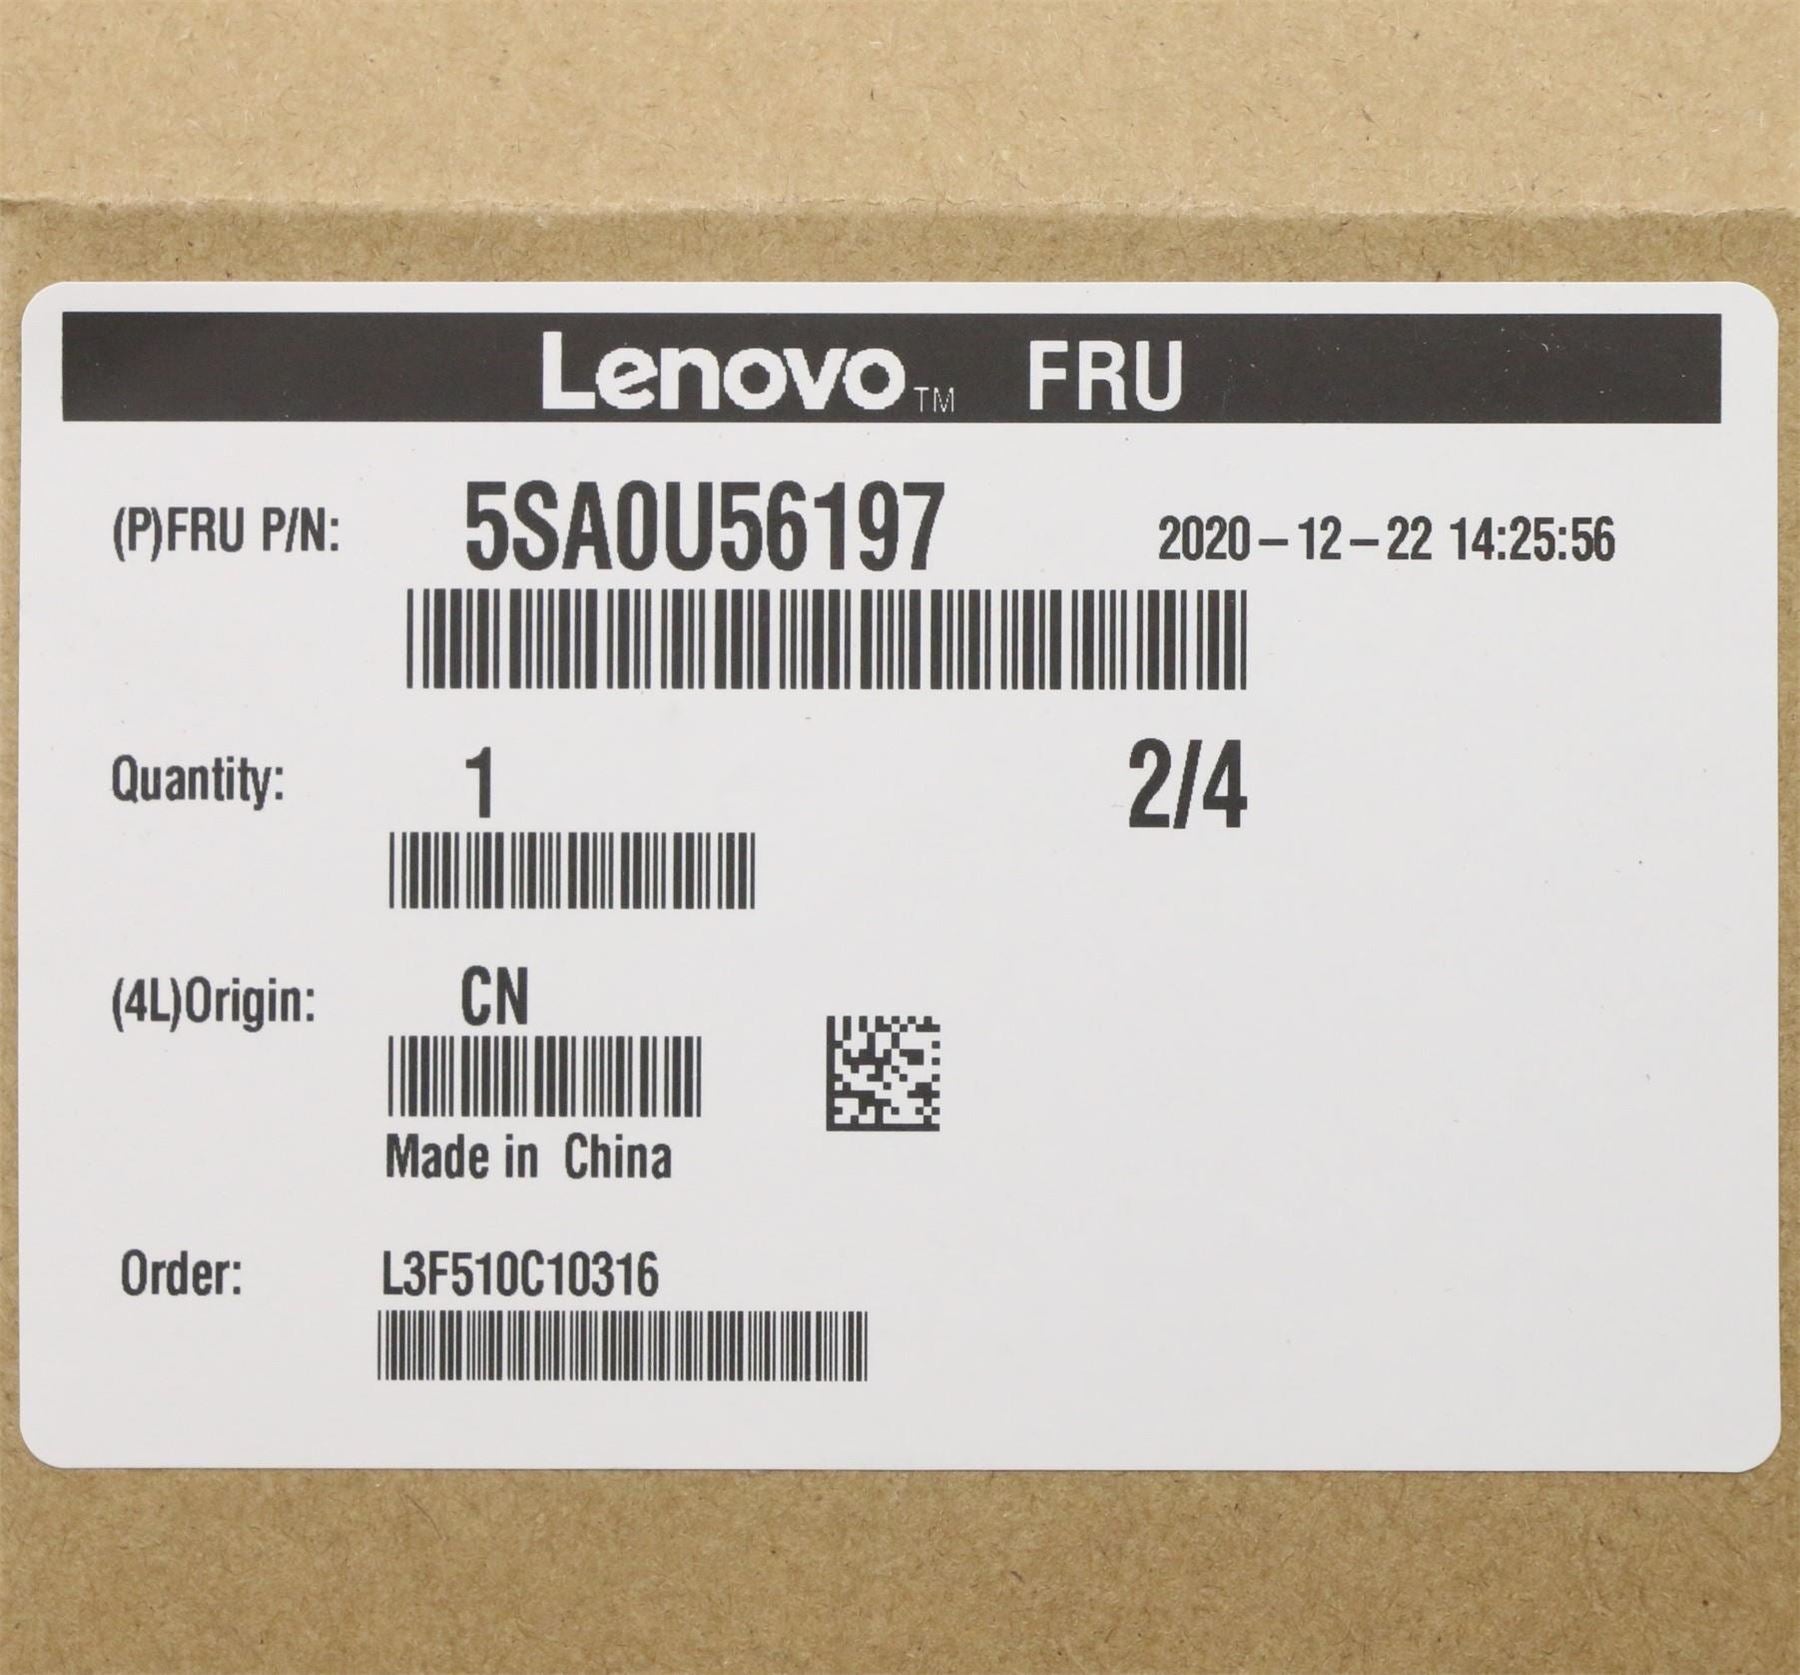 Lenovo™ FRU
(P)FRU P/N: 5SA0U56197 2020-12-22 14:25:56
Quantity: 1 2/4
(4L)Origin: CN
Made in China
Order: L3F510C10316